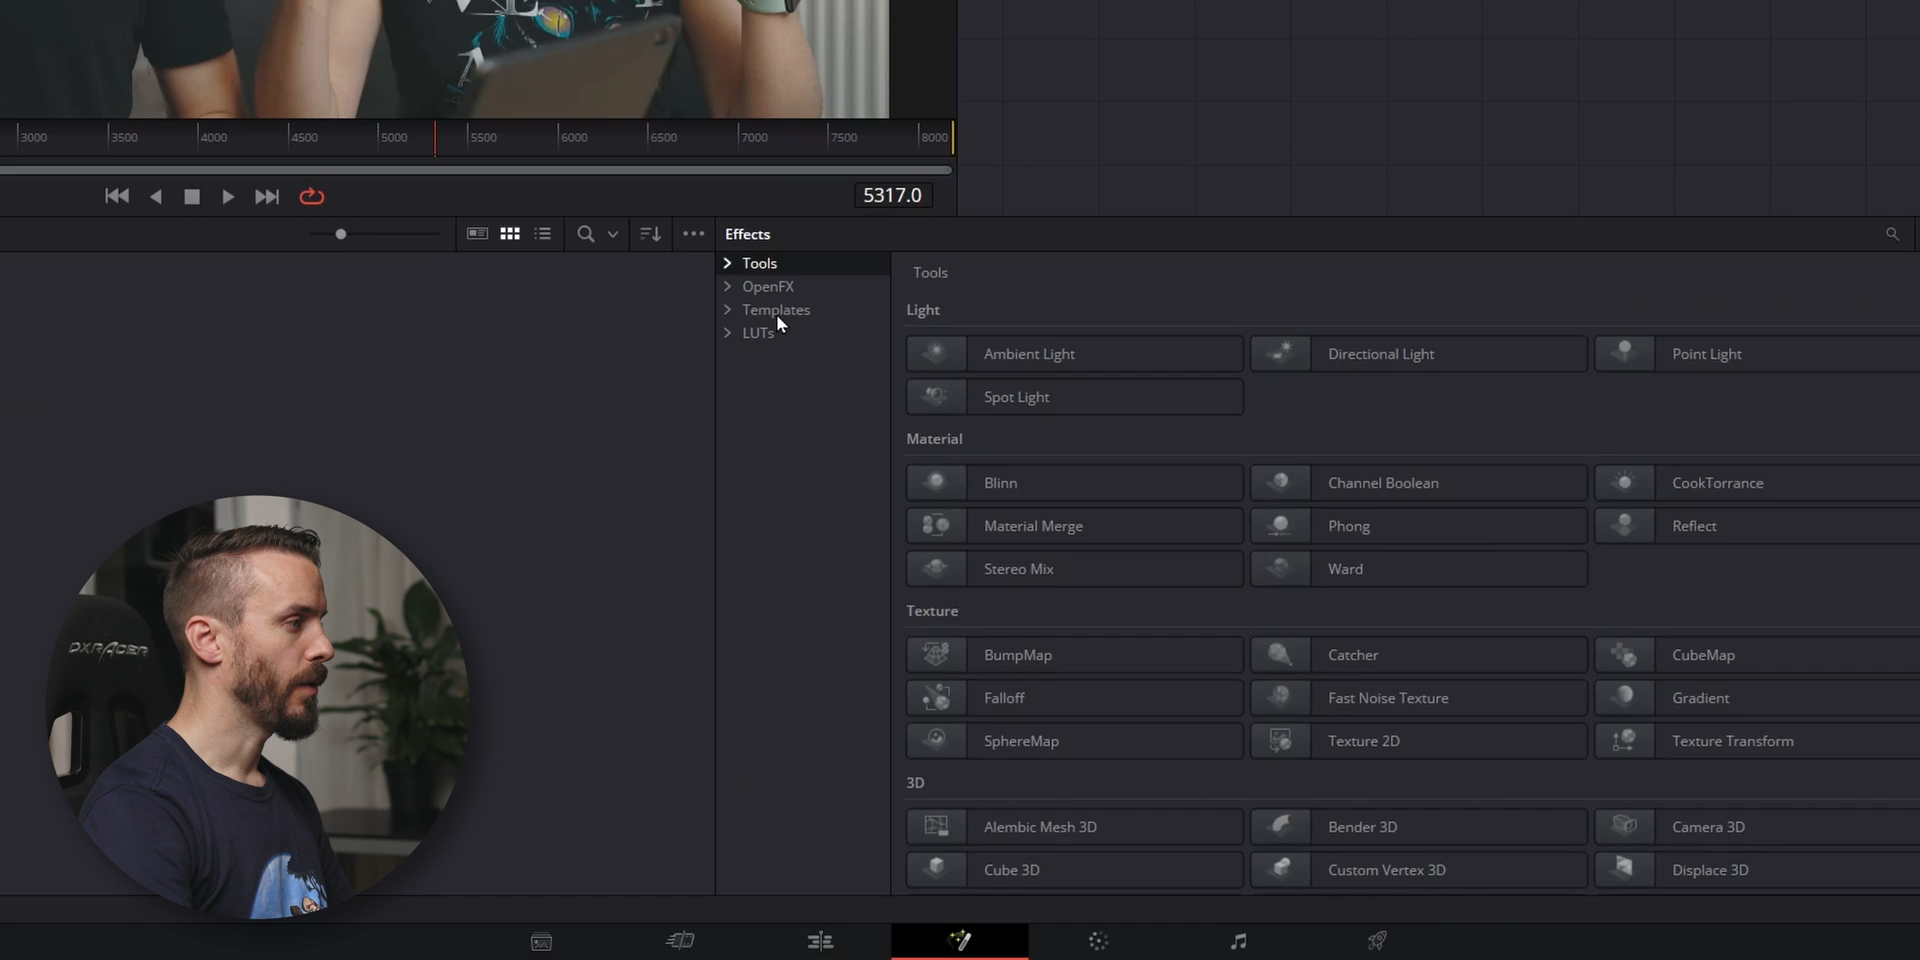 3000 3500 4000 4500 5000 5500 6000 6500 7000 7500 8000
5317.0
Effects
Tools
OpenFX
Templates
LUTs
Tools
Light
Ambient Light Directional Light Point Light
Spot Light
Material
Blinn Channel Boolean CookTorrance
Material Merge Phong Reflect
Stereo Mix Ward
Texture
BumpMap Catcher CubeMap
Falloff Fast Noise Texture Gradient
SphereMap Texture 2D Texture Transform
3D
Alembic Mesh 3D Bender 3D Camera 3D
Cube 3D Custom Vertex 3D Displace 3D
DXRACER